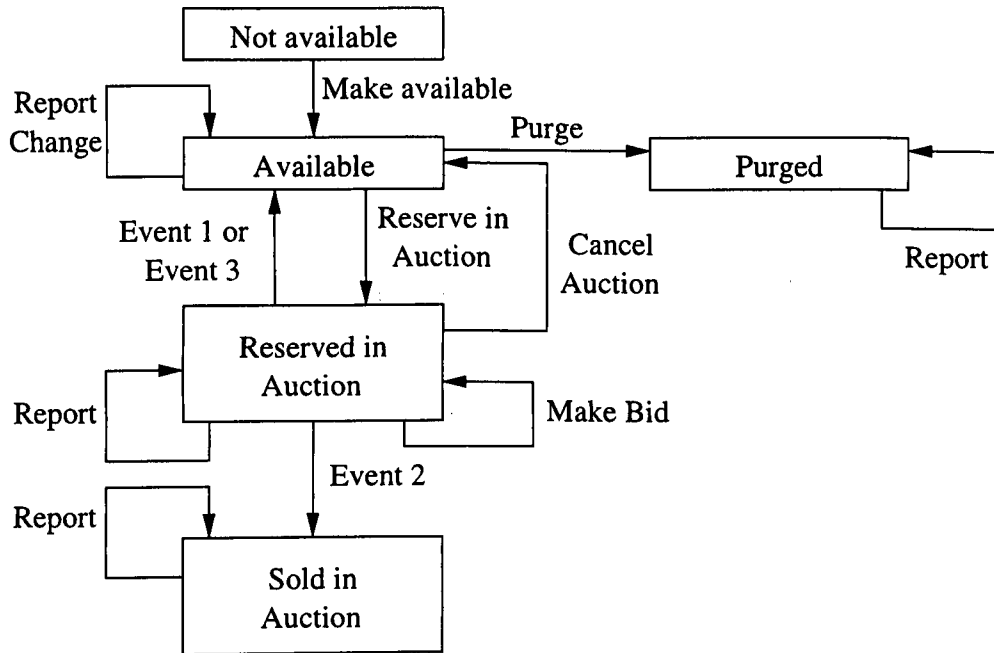 Not available
Make available
Report
Change
Purge
Available
Purged
Event 1 or
Event 3
Reserve in
Auction
Cancel
Auction
Report
Reserved in
Auction
Report
Make Bid
Event 2
Report
Sold in
Auction